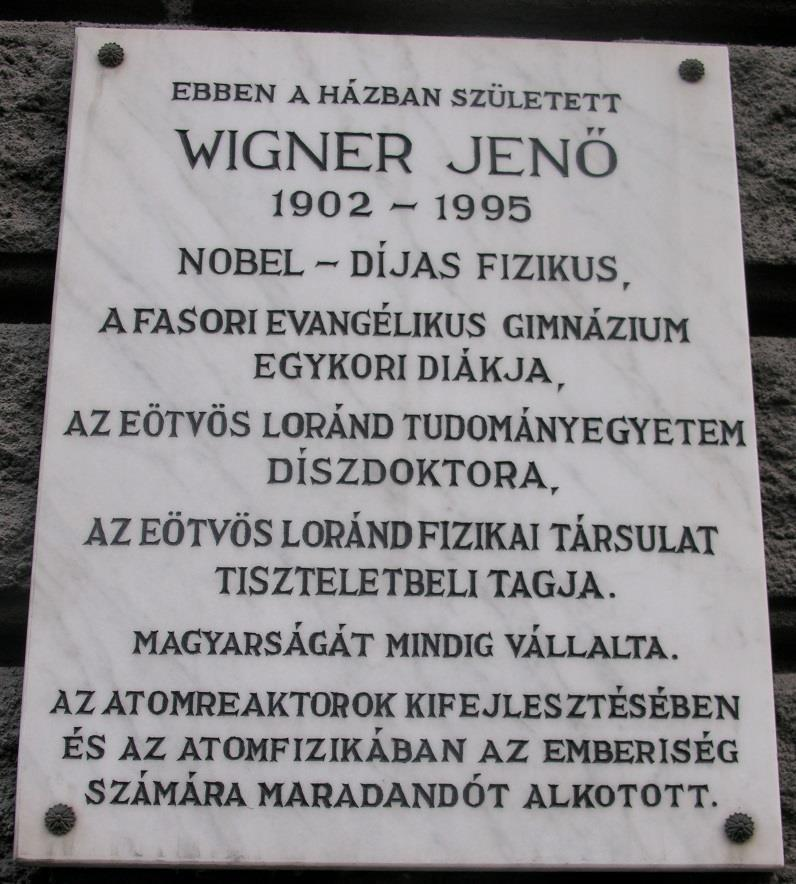 EBBEN A HÁZBAN SZÜLETETT
WIGNER JENŐ
1902 – 1995
NOBEL – DÍJAS FIZIKUS,
A FASORI EVANGÉLIKUS GIMNÁZIUM
EGYKORI DIÁKJA,
AZ EÖTVÖS LORÁND TUDOMÁNYEGYETEM
DÍSZDOKTORA,
AZ EÖTVÖS LORÁND FIZIKAI TÁRSULAT
TISZTELETBELI TAGJA.
MAGYARSÁGÁT MINDIG VÁLLALTA.
AZ ATOMREAKTOROK KIFEJLESZTÉSÉBEN
ÉS AZ ATOMFIZIKÁBAN AZ EMBERISÉG
SZÁMÁRA MARADANDÓT ALKOTOTT.